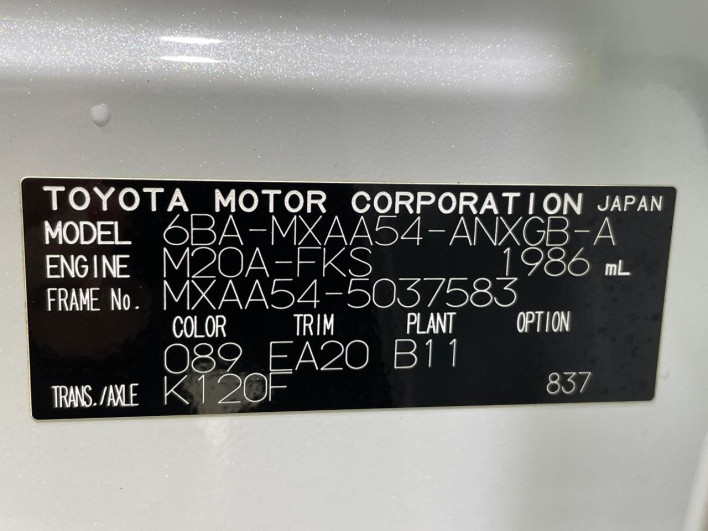 TOYOTA MOTOR CORPORATION JAPAN
MODEL 6BA-MXAA54-ANXGB-A
ENGINE M20A-FKS 1986 mL
FRAME No. MXAA54-5037583
COLOR TRIM PLANT OPTION
089 EA20 B11
TRANS./AXLE K120F 837